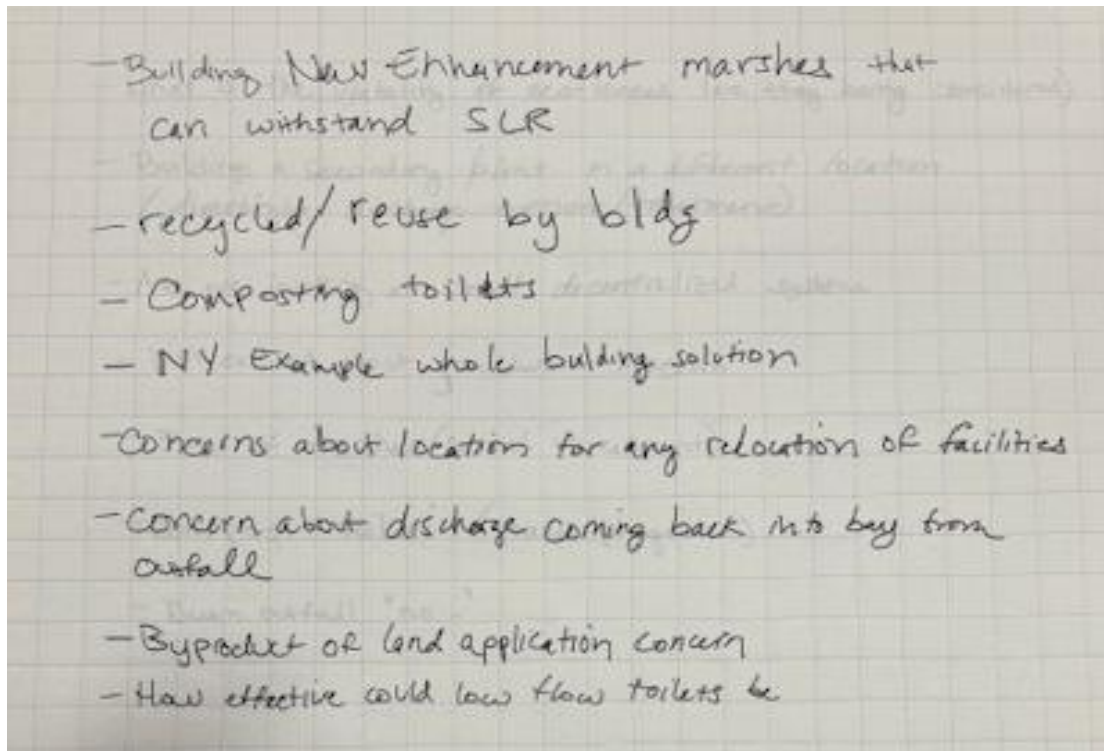 - Building New Enhancement marshes that
can withstand SLR
- recycled/reuse by bldg
- Composting toilets
- NY Example whole bulding solution
- Concerns about location for any relocation of facilities
- Concern about discharge coming back into bay from
outfall
- Byproduct of land application concern
- How effective could low flow toilets be